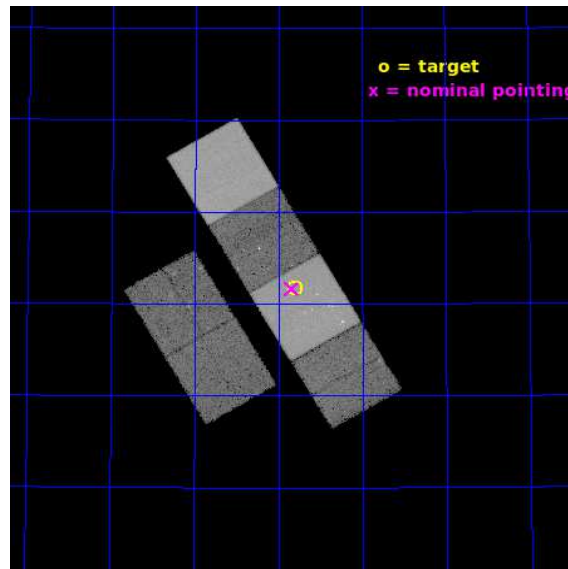 o = target
x = nominal pointing